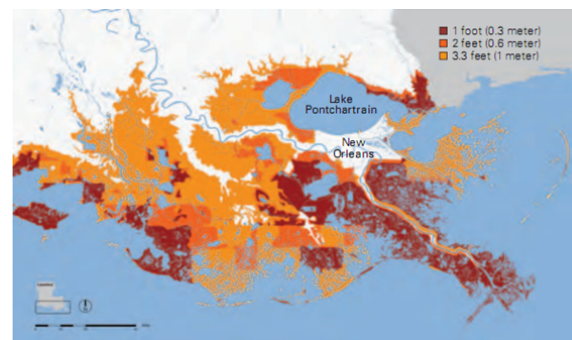 1 foot (0.3 meter)
2 feet (0.6 meter)
3.3 feet (1 meter)
Lake
Pontchartrain
New
Orleans